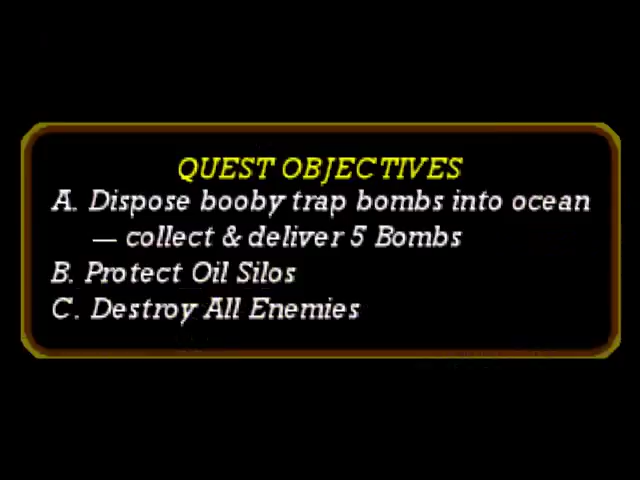 QUEST OBJECTIVES
A. Dispose booby trap bombs into ocean
— collect & deliver 5 Bombs
B. Protect Oil Silos
C. Destroy All Enemies